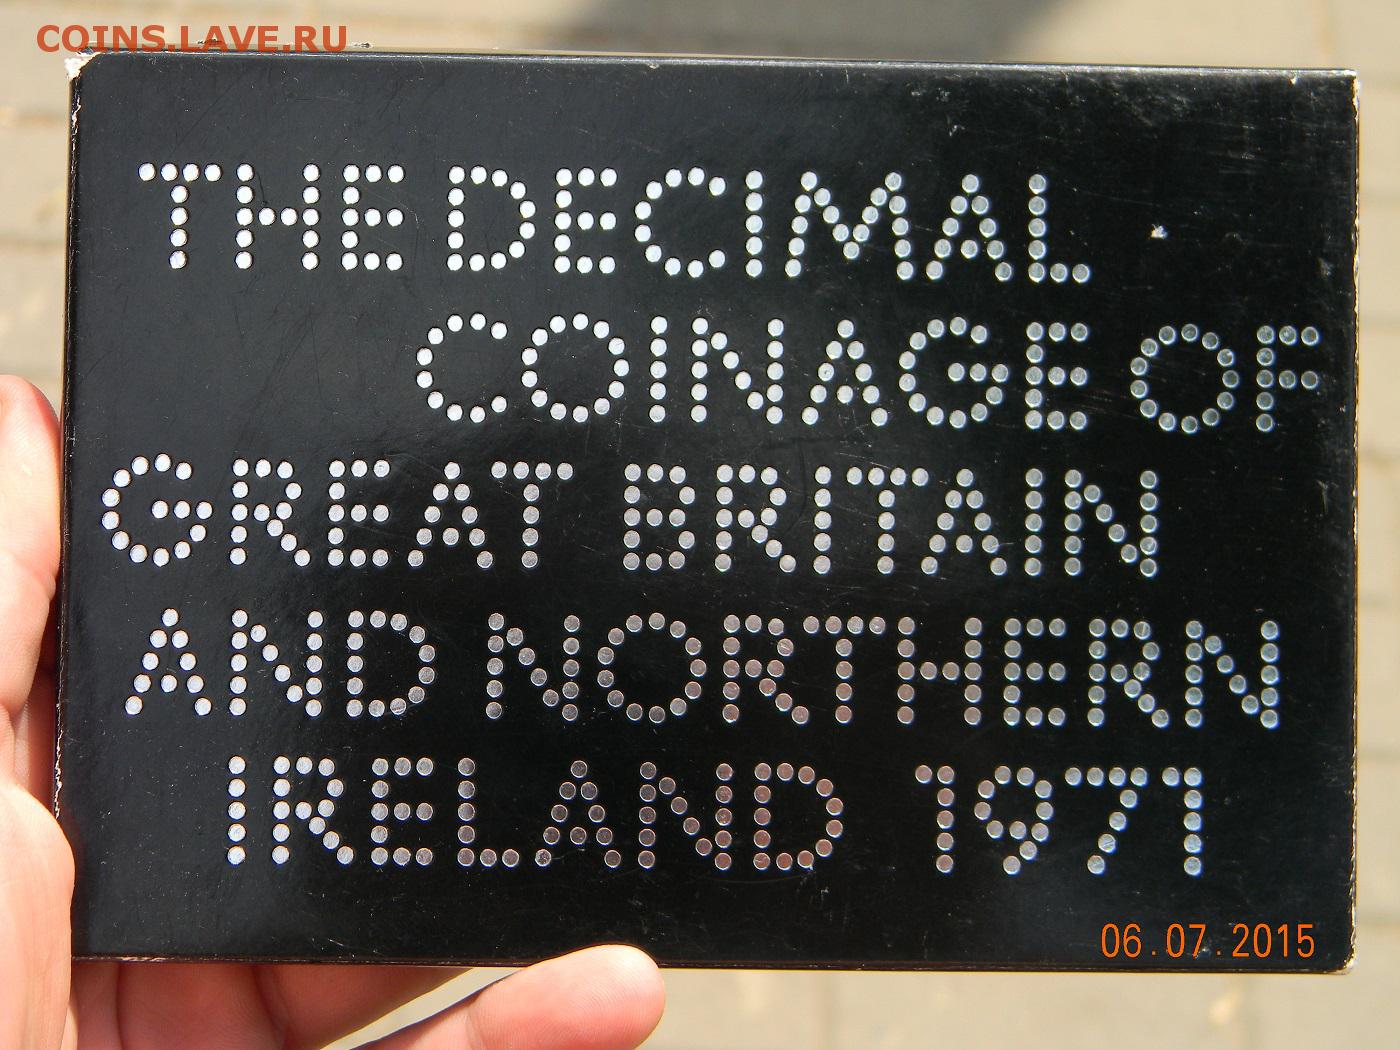 COINS.LAVE.RU
THE DECIMAL
COINAGE OF
GREAT BRITAIN
AND NORTHERN
IRELAND 1971
06.07.2015